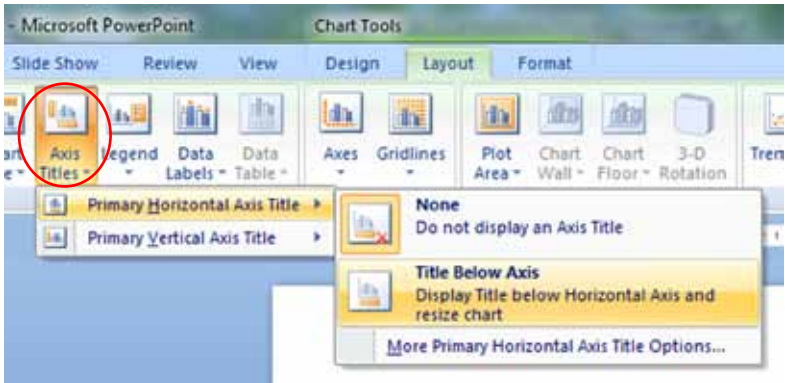 - Microsoft PowerPoint
Chart Tools
Slide Show Review View Design Layout Format
Axis Titles
Legend
Data Labels
Data Table
Axes
Gridlines
Plot Area
Chart Wall
Chart Floor
3-D Rotation
Primary Horizontal Axis Title
Primary Vertical Axis Title
None
Do not display an Axis Title
Title Below Axis
Display Title below Horizontal Axis and
resize chart
More Primary Horizontal Axis Title Options...